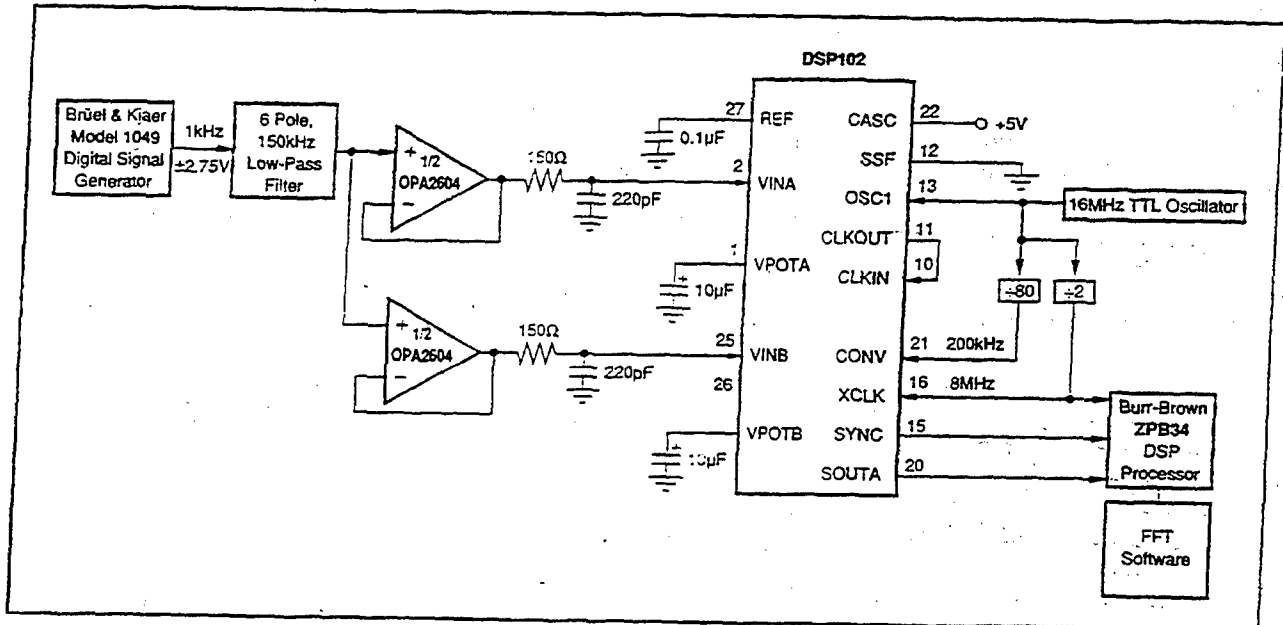 DSP102
Brüel & Kjaer
Model 1049
Digital Signal
Generator
1kHz
±2.75V
6 Pole,
150kHz
Low-Pass
Filter
+
1/2
OPA2604
−
150Ω
220pF
+
1/2
OPA2604
−
150Ω
220pF
27
REF
0.1µF
2
VINA
1
VPOTA
+
10µF
25
VINB
26
VPOTB
+
10µF
CASC
22
+5V
SSF
12
OSC1
13
16MHz TTL Oscillator
CLKOUT
11
CLKIN
10
÷80
÷2
CONV
21
200kHz
XCLK
16
8MHz
SYNC
15
SOUTA
20
Burr-Brown
ZPB34
DSP
Processor
FFT
Software